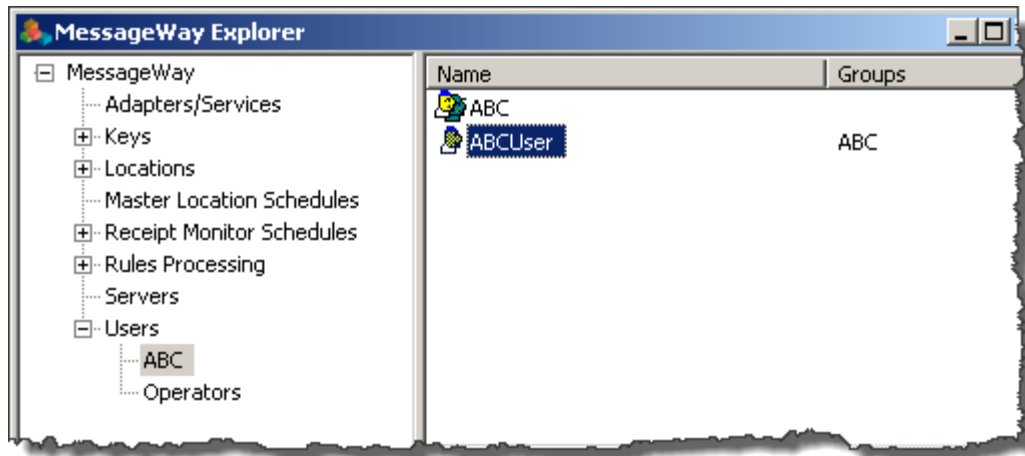 MessageWay Explorer
MessageWay
Adapters/Services
Keys
Locations
Master Location Schedules
Receipt Monitor Schedules
Rules Processing
Servers
Users
ABC
Operators
Name Groups
ABC
ABCUser ABC